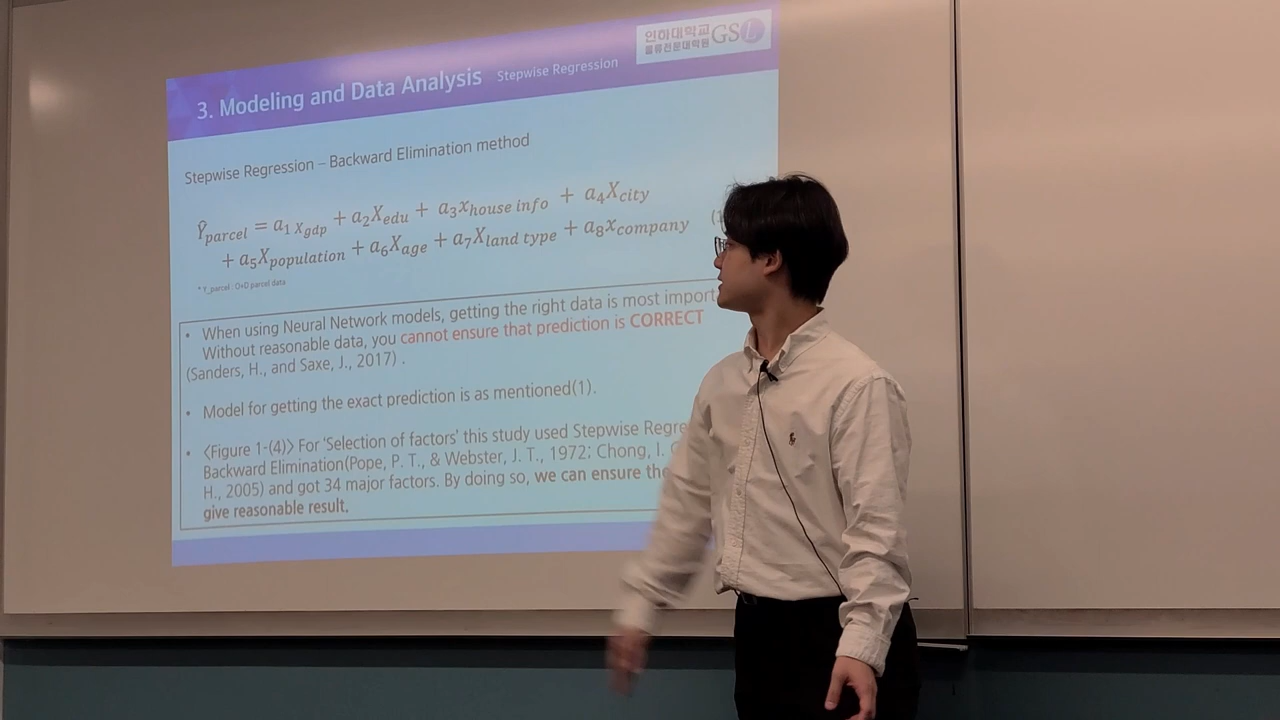 인하대학교
물류전문대학원 GSL
3. Modeling and Data Analysis Stepwise Regression
Stepwise Regression – Backward Elimination method
Ŷparcel = a1 xgdp + a2Xedu + a3xhouse info + a4Xcity
+ a5Xpopulation + a6Xage + a7Xland type + a8xcompany
* Y_parcel : O+D parcel data
• When using Neural Network models, getting the right data is most import
Without reasonable data, you cannot ensure that prediction is CORRECT
(Sanders, H., and Saxe, J., 2017) .
• Model for getting the exact prediction is as mentioned(1).
• <Figure 1-(4)> For 'Selection of factors' this study used Stepwise Regre
Backward Elimination(Pope, P. T., & Webster, J. T., 1972; Chong, I.
H., 2005) and got 34 major factors. By doing so, we can ensure the
give reasonable result.